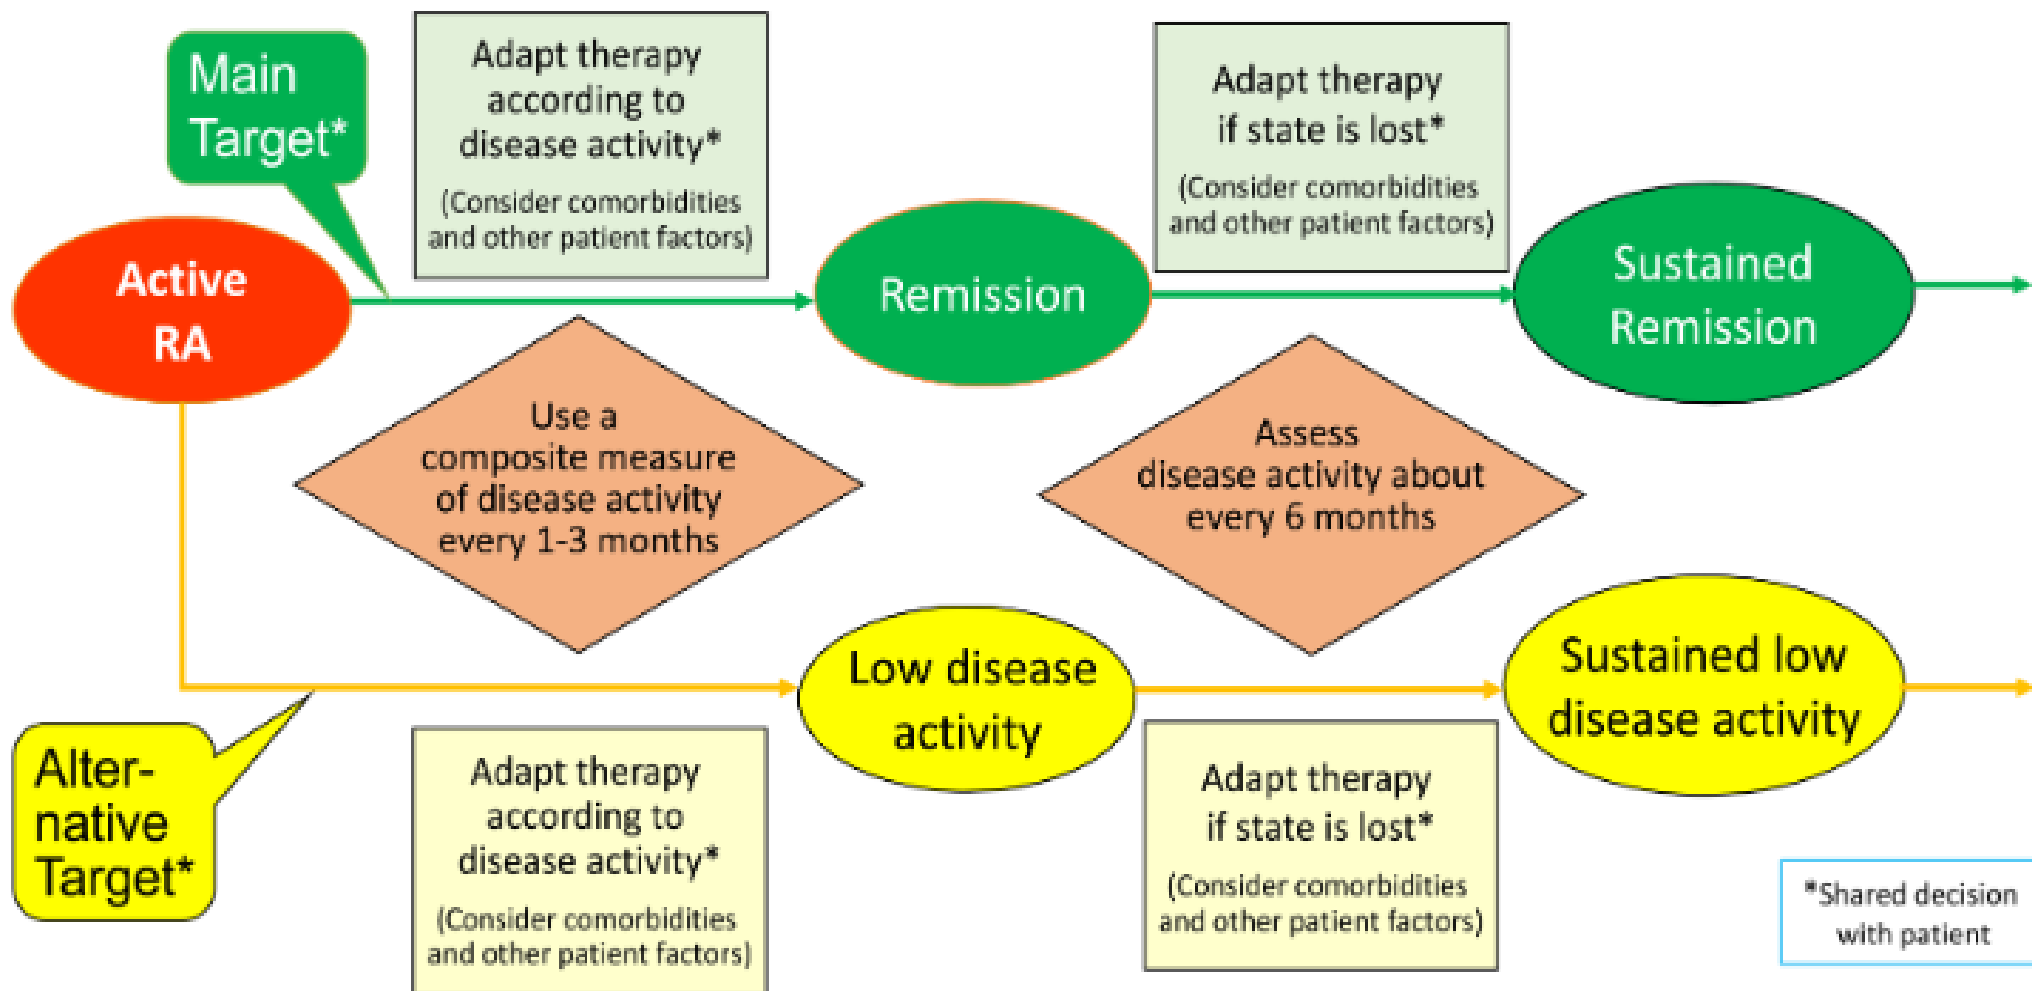 Main
Target*
Adapt therapy
according to
disease activity*
(Consider comorbidities
and other patient factors)
Adapt therapy
if state is lost*
(Consider comorbidities
and other patient factors)
Active
RA
Remission
Sustained
Remission
Use a
composite measure
of disease activity
every 1-3 months
Assess
disease activity about
every 6 months
Low disease
activity
Sustained low
disease activity
Alter-
native
Target*
Adapt therapy
according to
disease activity*
(Consider comorbidities
and other patient factors)
Adapt therapy
if state is lost*
(Consider comorbidities
and other patient factors)
*Shared decision
with patient